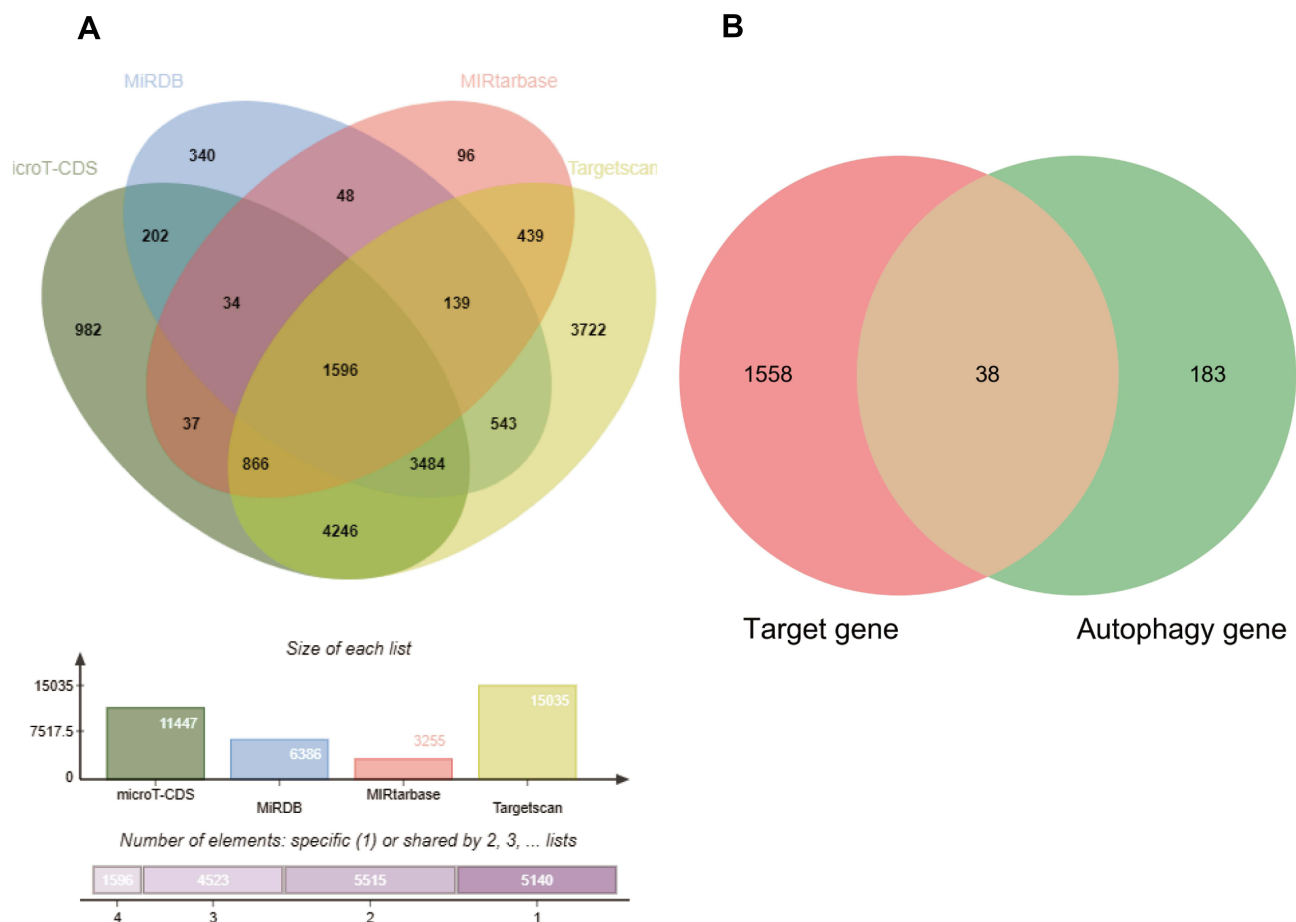 A
B
MiRDB
MIRtarbase
icroT-CDS
Targetscan
340
96
48
202
439
34
139
982
3722
1596
37
543
866
3484
4246
1558
38
183
Target gene
Autophagy gene
Size of each list
15035
7517.5
0
11447
6386
3255
15035
microT-CDS
MiRDB
MIRtarbase
Targetscan
Number of elements: specific (1) or shared by 2, 3, ... lists
1596
4523
5515
5140
4
3
2
1